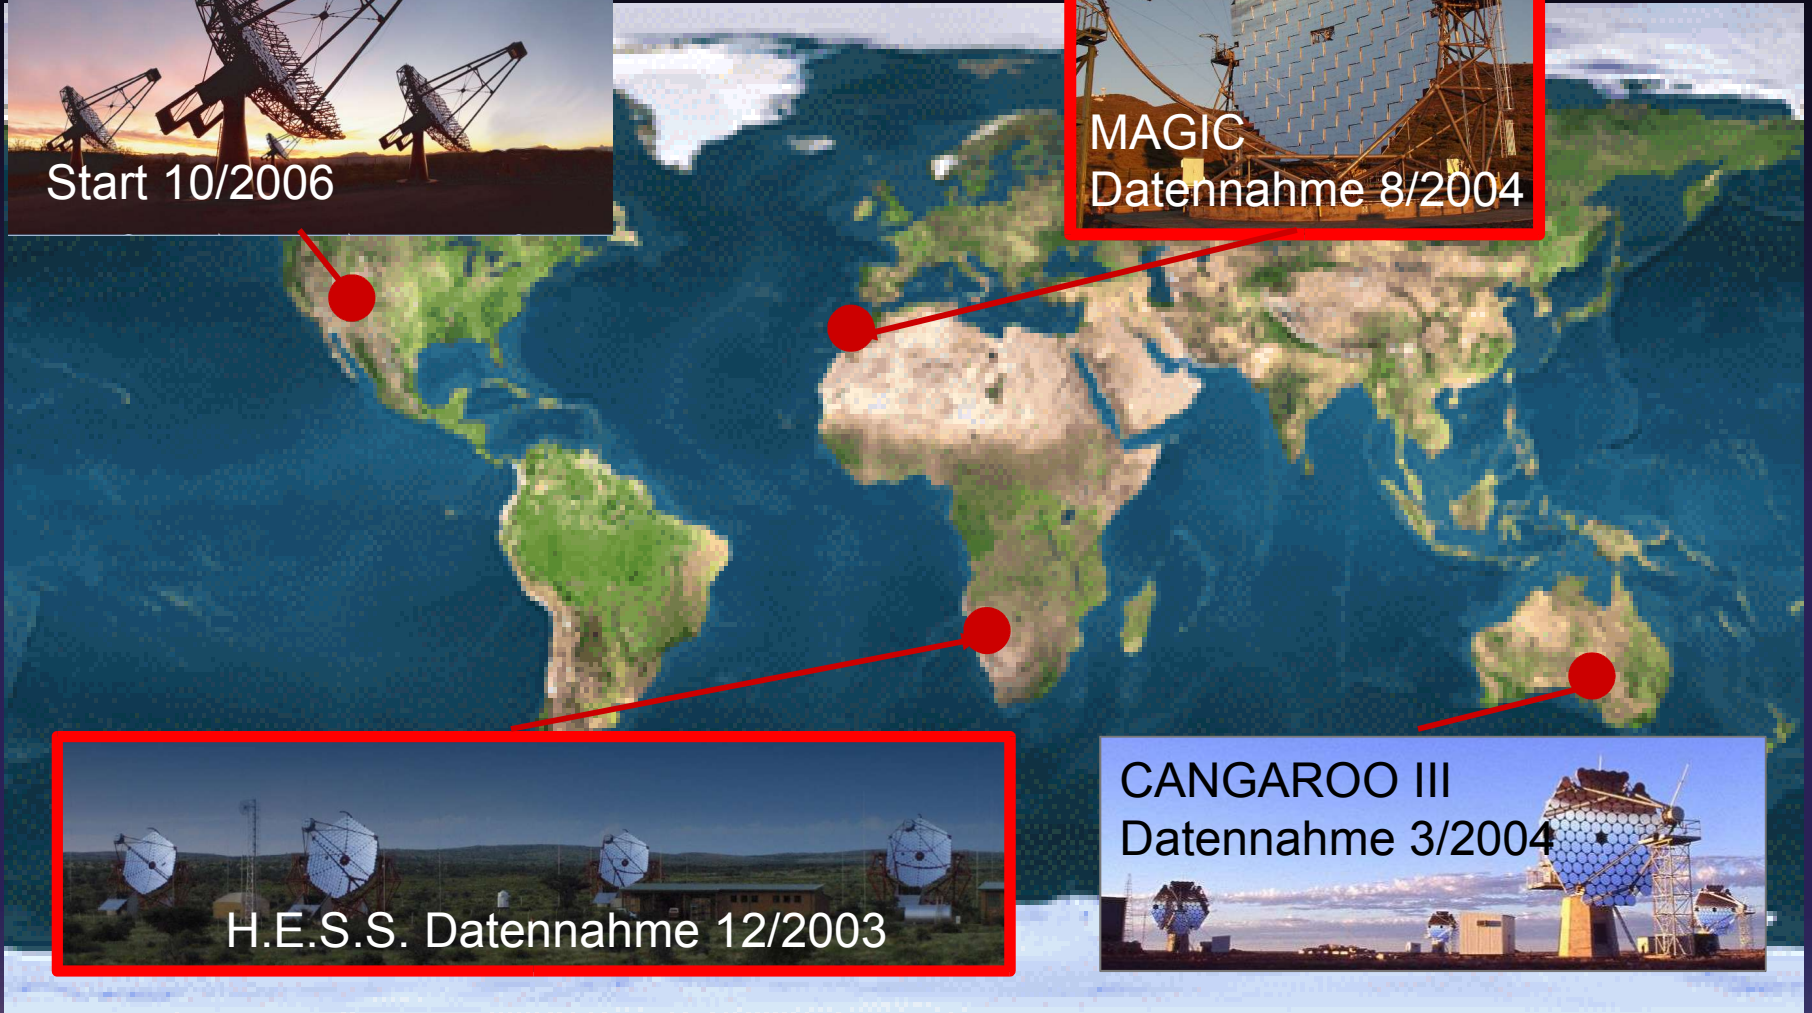 Start 10/2006
MAGIC
Datennahme 8/2004
H.E.S.S. Datennahme 12/2003
CANGAROO III
Datennahme 3/2004